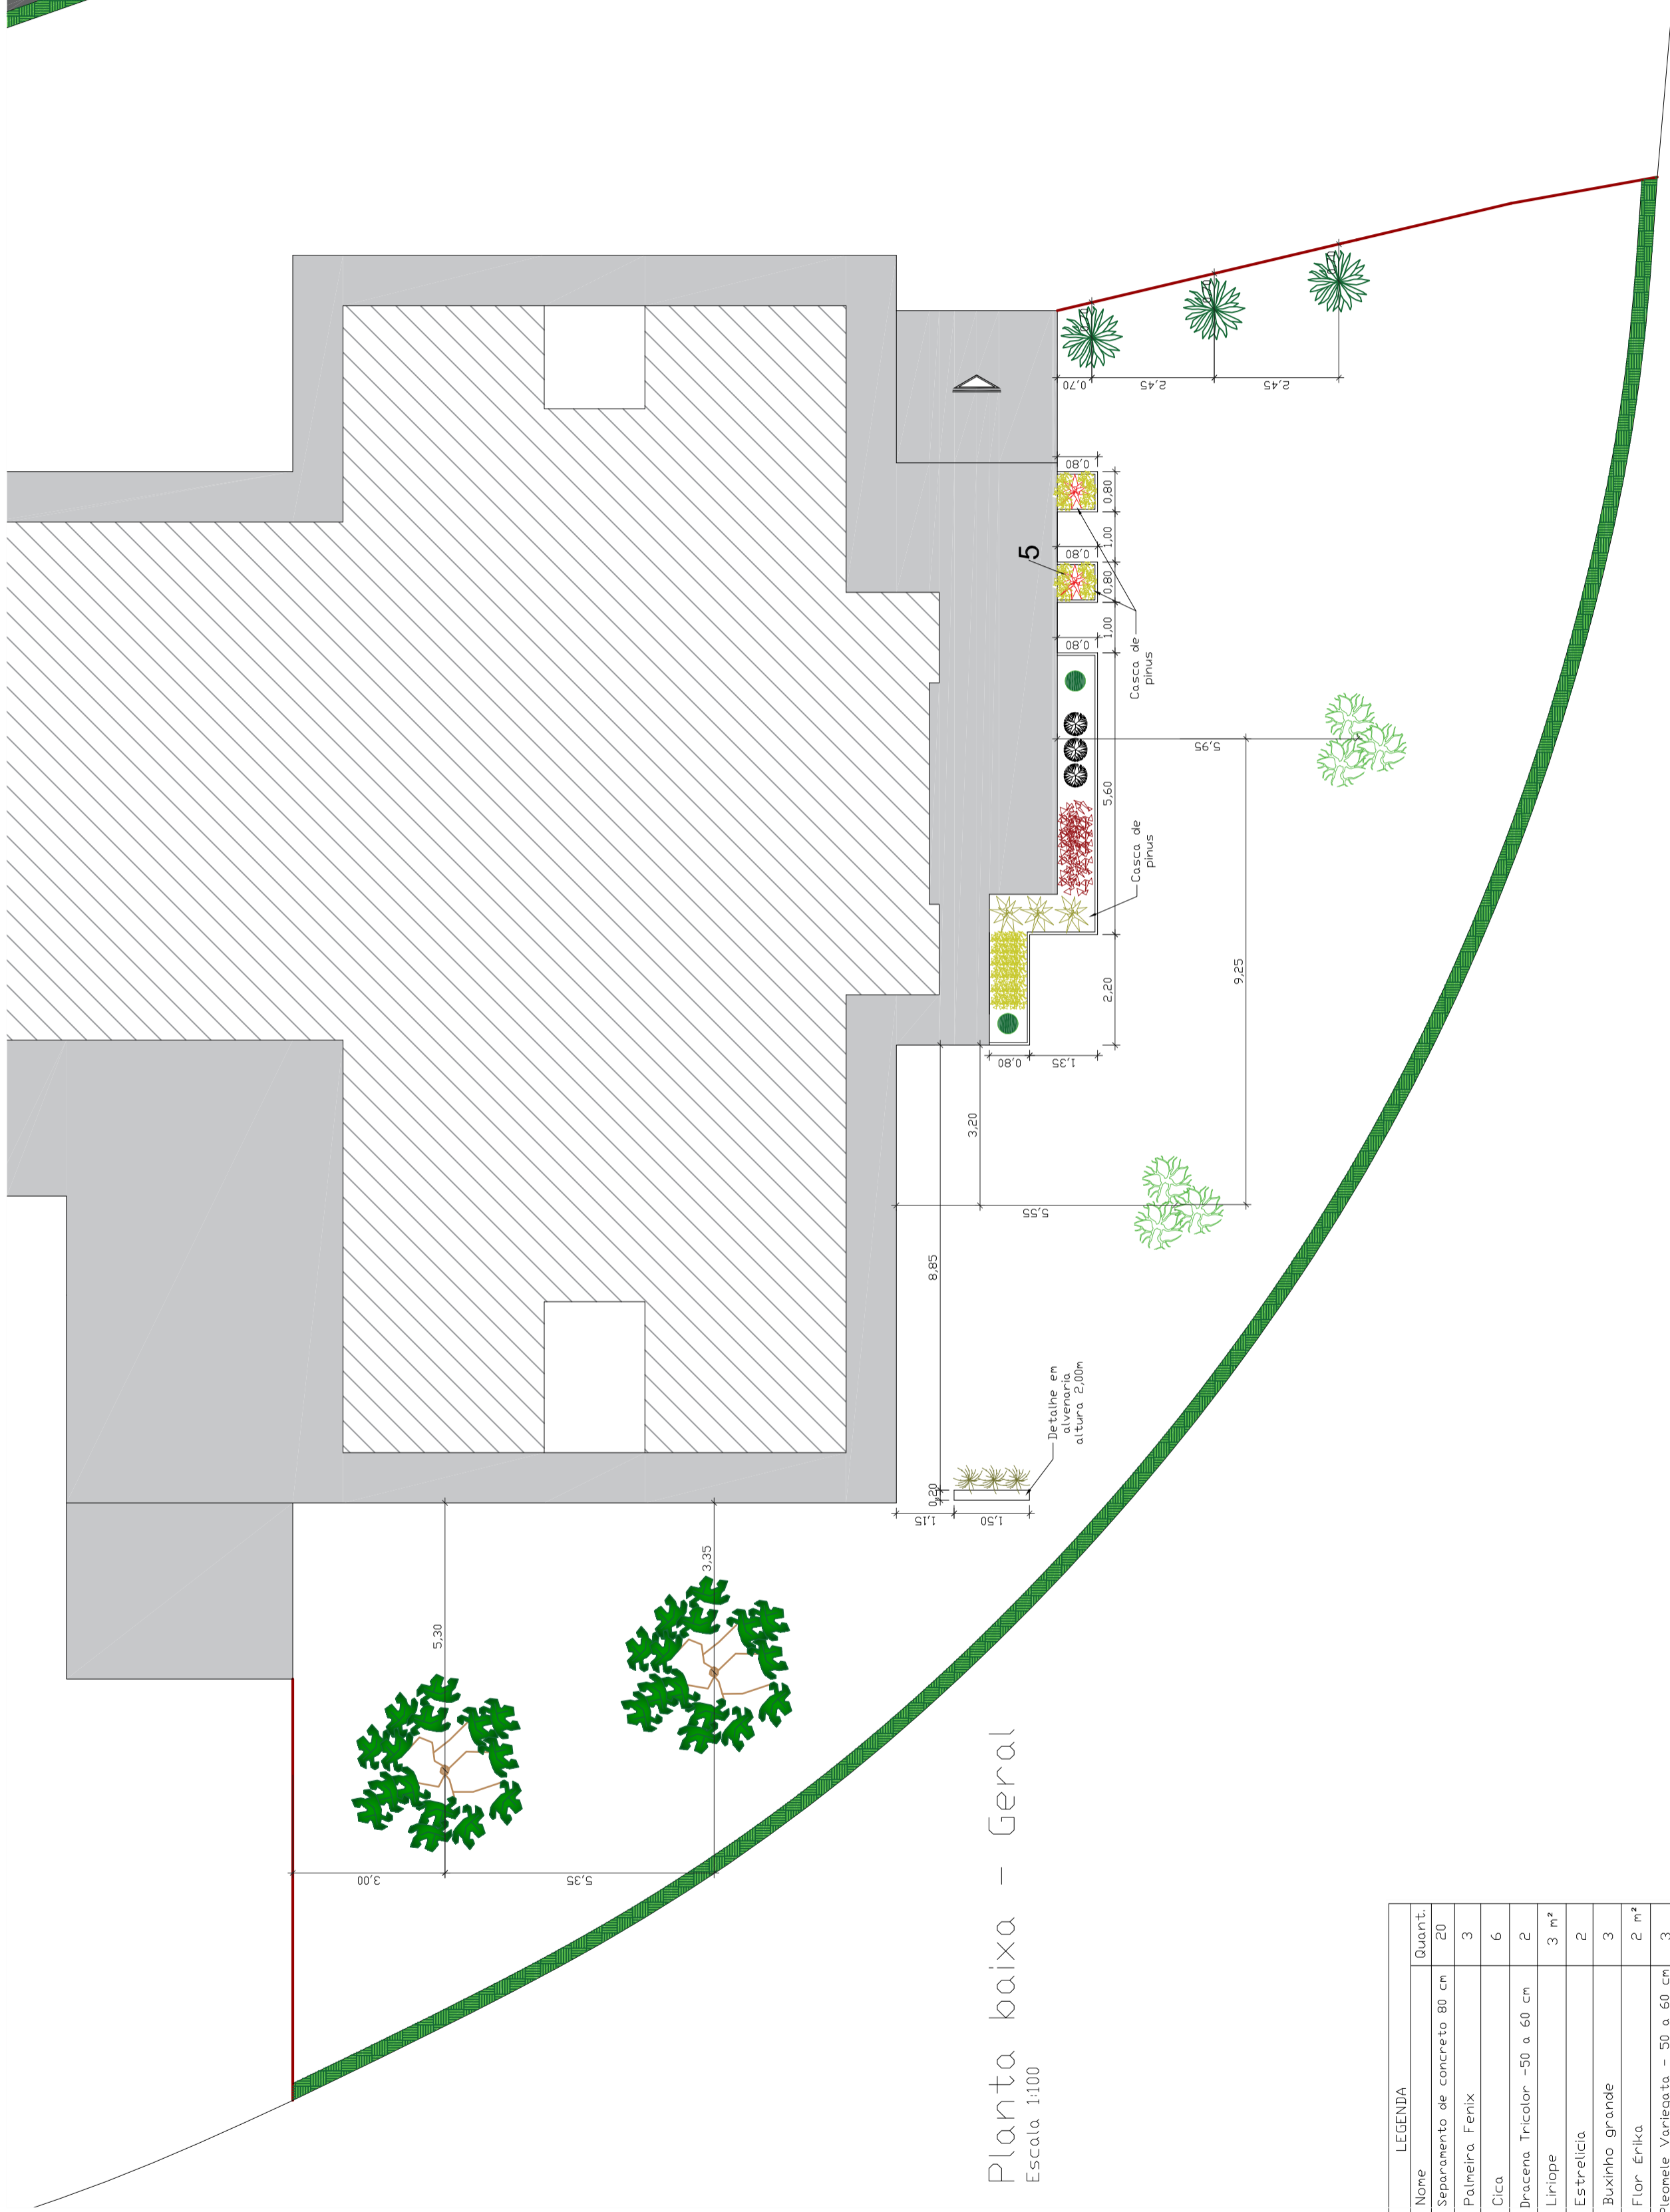 Planta baixa - Geral
Escala 1:100
5,30
3,35
3,00
5,35
8,85
0,20
1,15
1,50
Detalhe em
alvenaria
altura 2,00m
3,20
5,55
9,25
5,95
0,80
1,35
2,20
5,60
Casca de
pinus
0,80
1,00
0,80
0,80
1,00
0,80
0,80
Casca de
pinus
5
0,70
2,45
2,45
LEGENDA
Nome Quant.
Separamento de concreto 80 cm 20
Palmeira Fenix 3
Cica 6
Dracena Tricolor -50 a 60 cm 2
Liriope 3 m²
Estrelicia 2
Buxinho grande 3
Flor Érika 2 m²
Pleomele Variegata - 50 a 60 cm 3